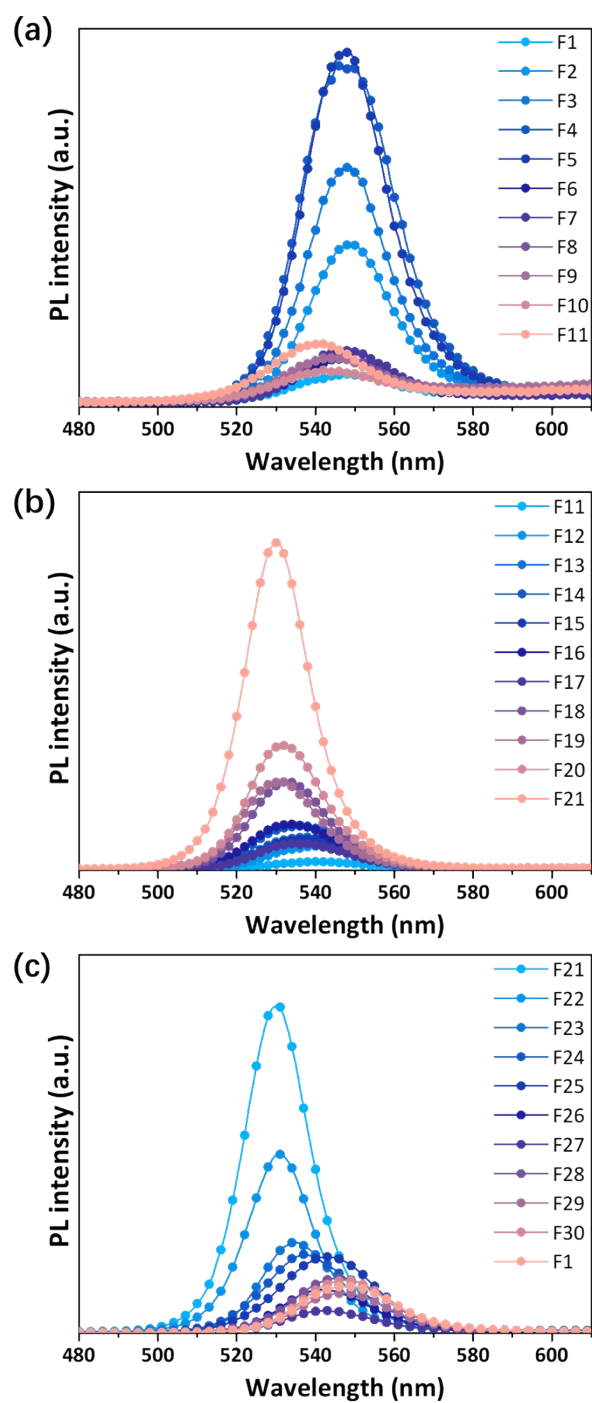 (a)
PL intensity (a.u.)
F1
F2
F3
F4
F5
F6
F7
F8
F9
F10
F11
480 500 520 540 560 580 600
Wavelength (nm)
(b)
PL intensity (a.u.)
F11
F12
F13
F14
F15
F16
F17
F18
F19
F20
F21
480 500 520 540 560 580 600
Wavelength (nm)
(c)
PL intensity (a.u.)
F21
F22
F23
F24
F25
F26
F27
F28
F29
F30
F1
480 500 520 540 560 580 600
Wavelength (nm)